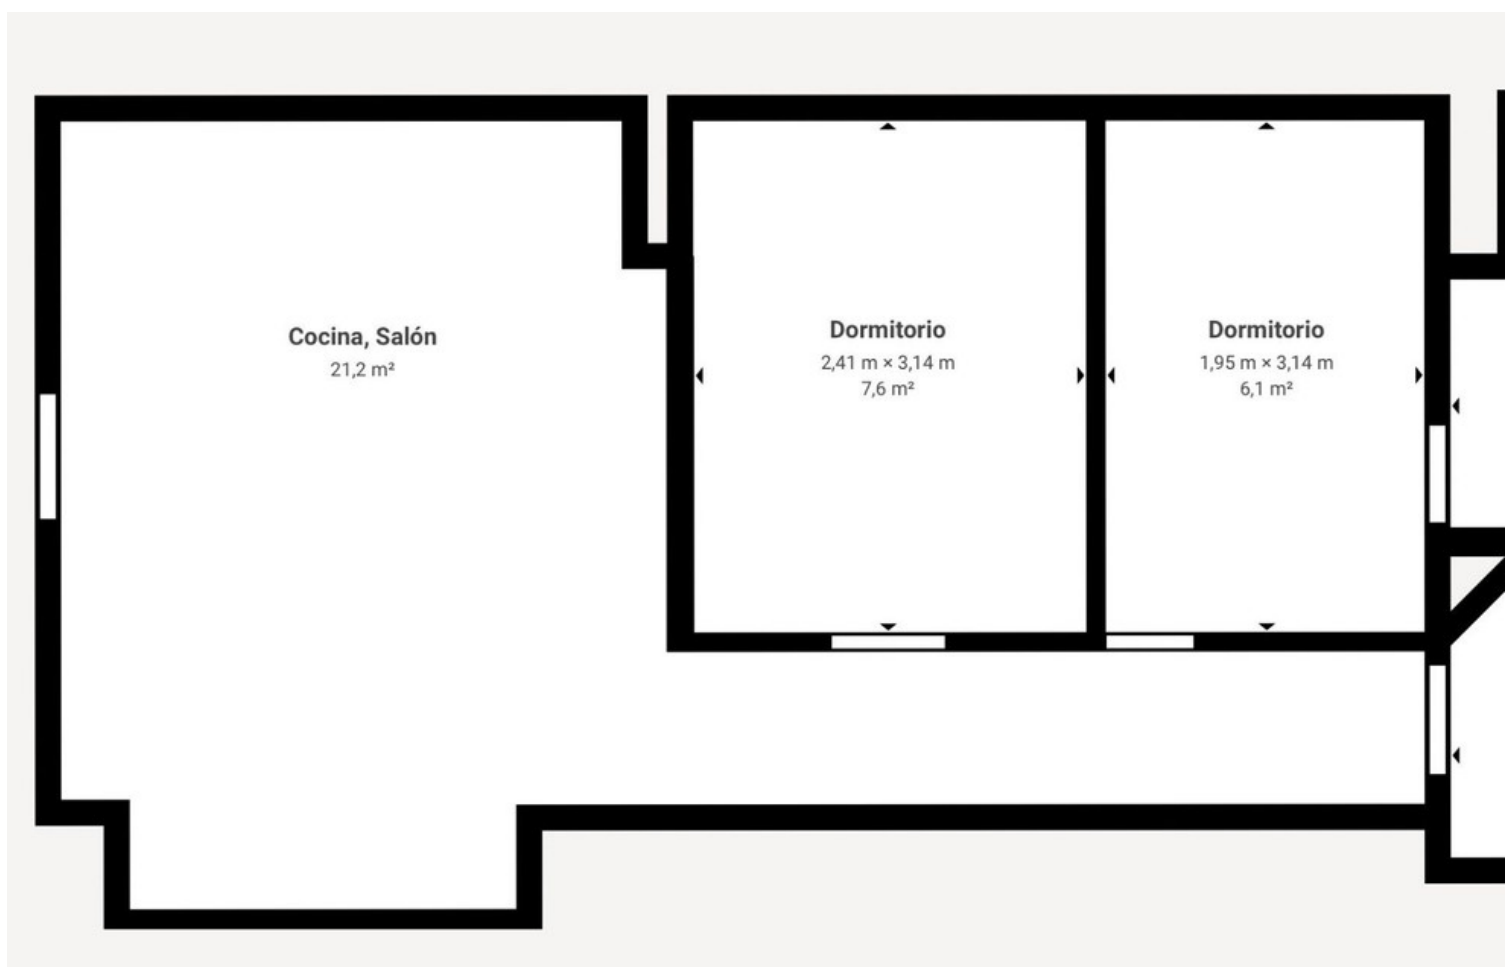 Cocina, Salón
21,2 m²
Dormitorio
2,41 m × 3,14 m
7,6 m²
Dormitorio
1,95 m × 3,14 m
6,1 m²